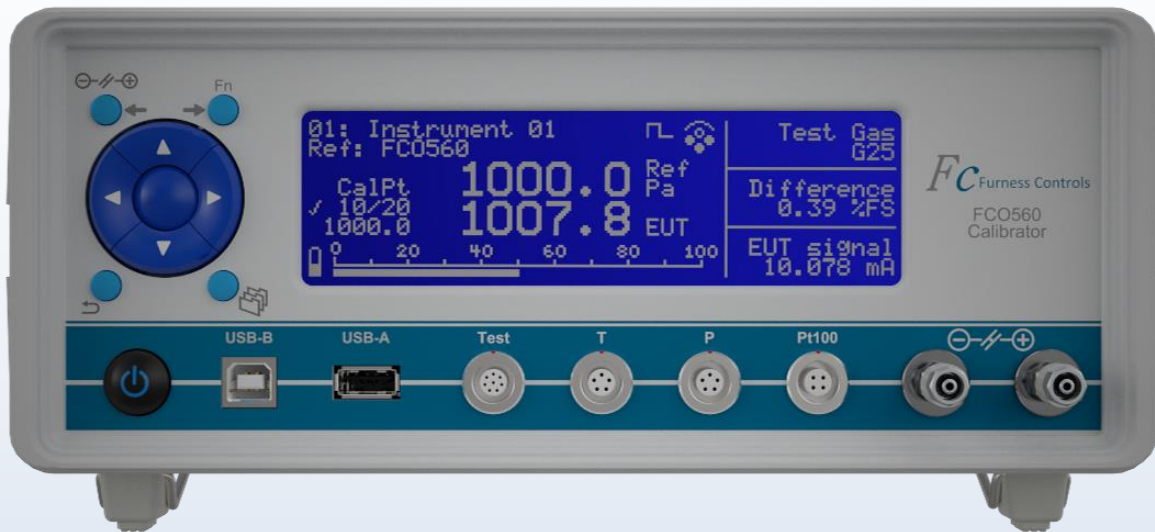 Fn
01: Instrument 01
Ref: FCO560
CalPt
✓ 10/20
1000.0
1000.0 Ref Pa
1007.8 EUT
0 20 40 60 80 100
Test Gas
G25
Difference
0.39 %FS
EUT signal
10.078 mA
Fc Furness Controls
FCO560
Calibrator
USB-B USB-A Test T P Pt100